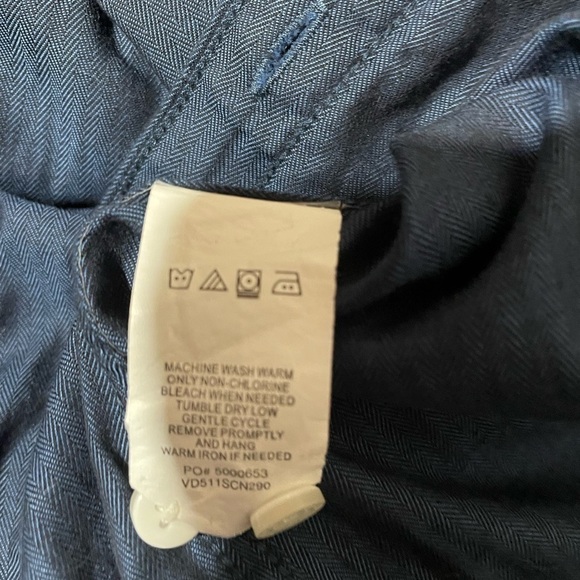 MACHINE WASH WARM
ONLY NON-CHLORINE
BLEACH WHEN NEEDED
TUMBLE DRY LOW
GENTLE CYCLE
REMOVE PROMPTLY
AND HANG
WARM IRON IF NEEDED
PO# 5000653
VD511SCN290